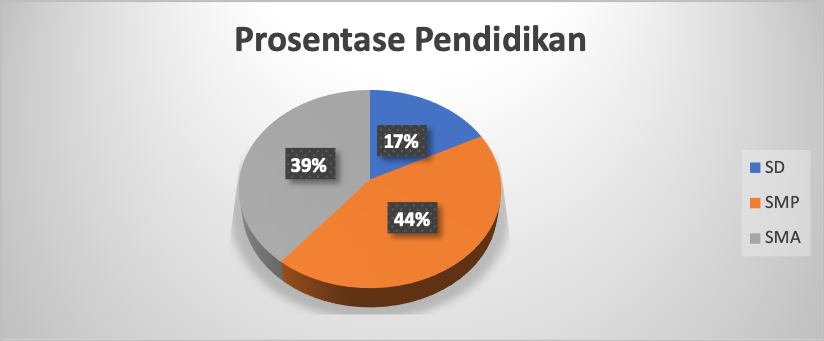 Prosentase Pendidikan
17%
39%
44%
SD
SMP
SMA